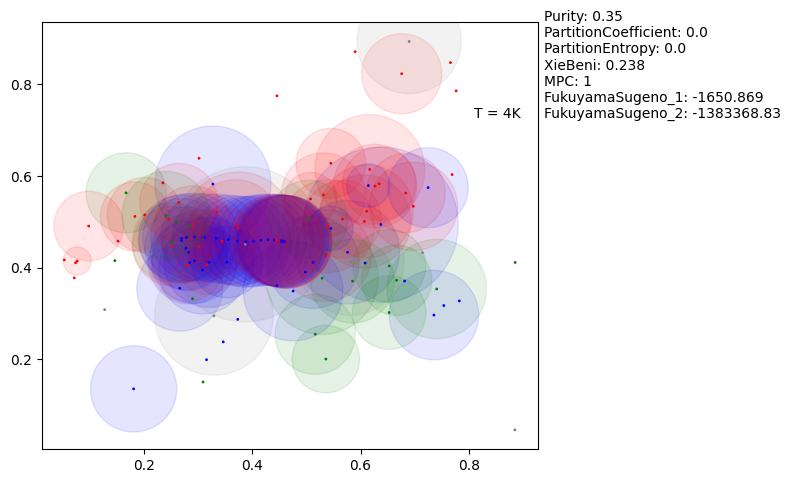 Purity: 0.35
PartitionCoefficient: 0.0
PartitionEntropy: 0.0
XieBeni: 0.238
MPC: 1
FukuyamaSugeno_1: -1650.869
FukuyamaSugeno_2: -1383368.83
T = 4K
0.8
0.6
0.4
0.2
0.2 0.4 0.6 0.8